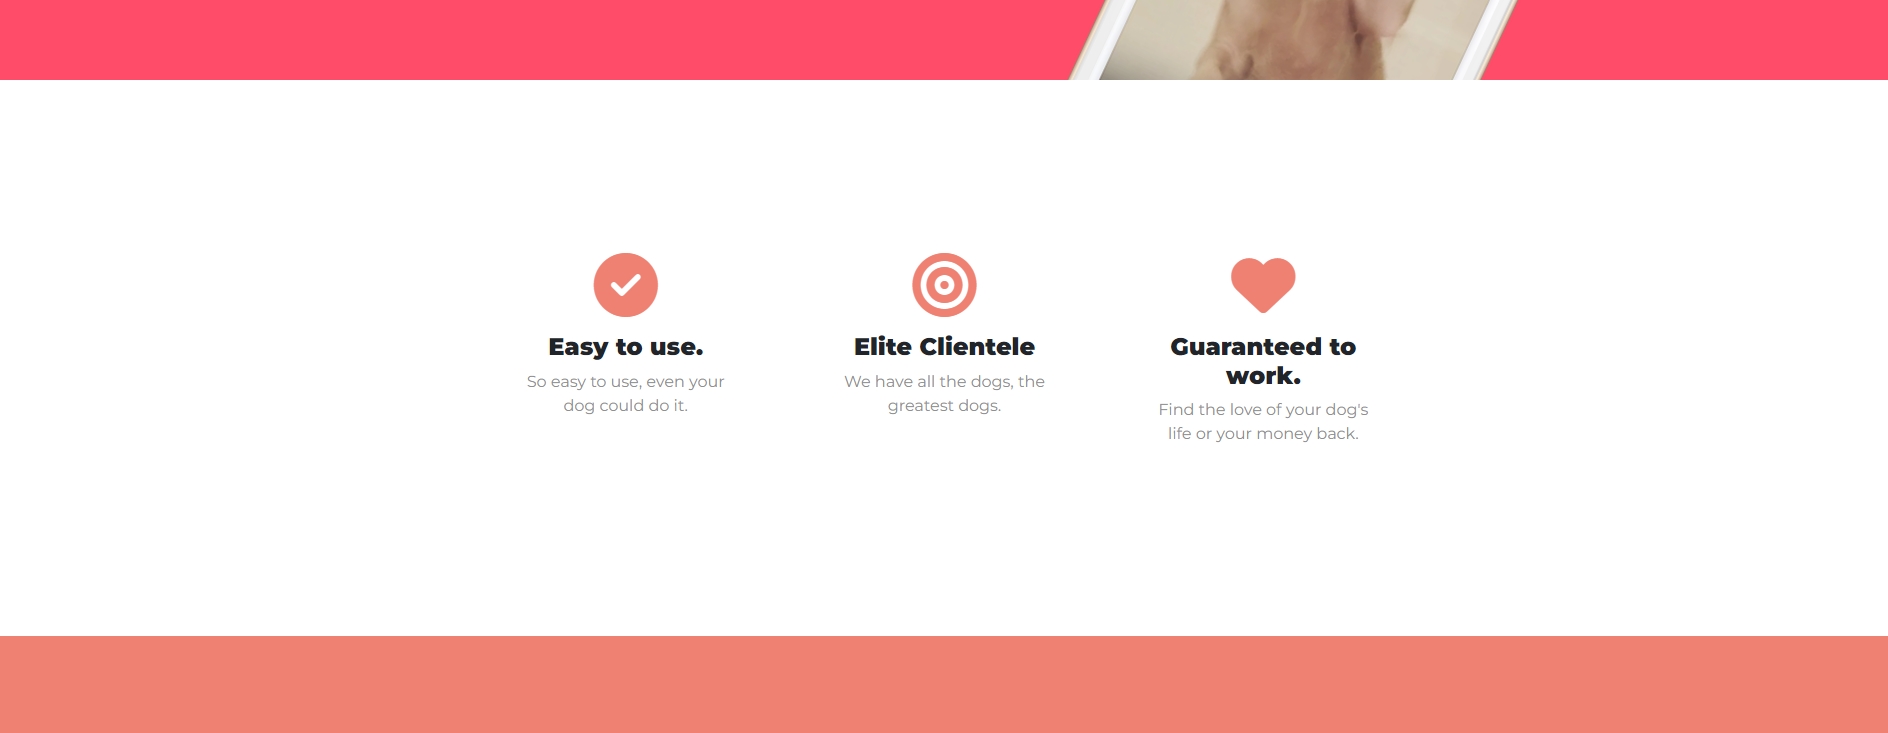 Easy to use.
So easy to use, even your
dog could do it.
Elite Clientele
We have all the dogs, the
greatest dogs.
Guaranteed to
work.
Find the love of your dog's
life or your money back.